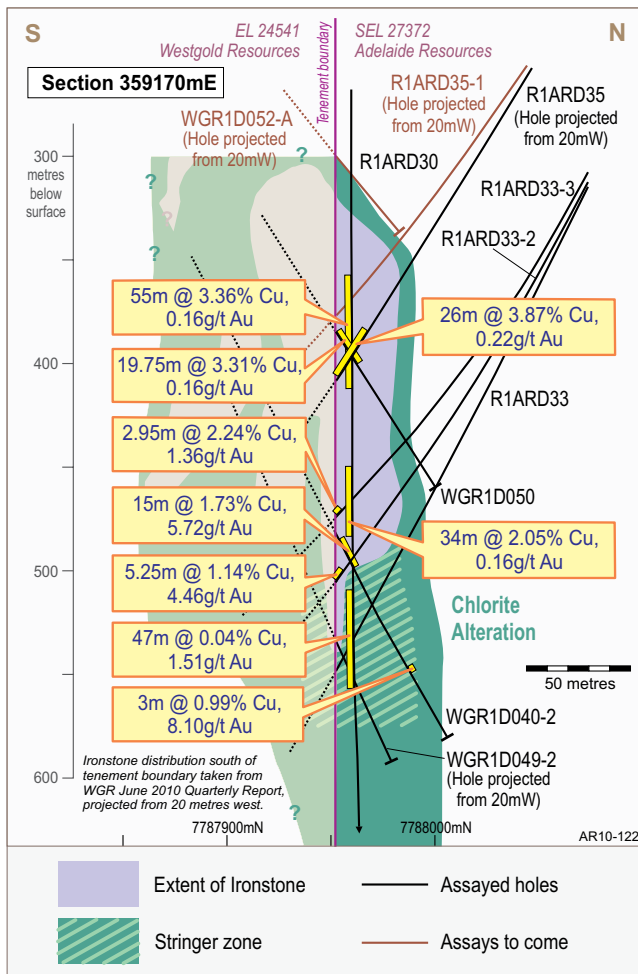 S
EL 24541
Westgold Resources
Tenement boundary
SEL 27372
Adelaide Resources
N
Section 359170mE
WGR1D052-A
(Hole projected
from 20mW)
R1ARD35-1
(Hole projected
from 20mW)
R1ARD35
(Hole projected
from 20mW)
300
metres
below
surface
?
?
?
?
R1ARD30
R1ARD33-3
R1ARD33-2
55m @ 3.36% Cu,
0.16g/t Au
26m @ 3.87% Cu,
0.22g/t Au
19.75m @ 3.31% Cu,
0.16g/t Au
400
R1ARD33
2.95m @ 2.24% Cu,
1.36g/t Au
WGR1D050
15m @ 1.73% Cu,
5.72g/t Au
34m @ 2.05% Cu,
0.16g/t Au
500
5.25m @ 1.14% Cu,
4.46g/t Au
Chlorite
Alteration
47m @ 0.04% Cu,
1.51g/t Au
50 metres
3m @ 0.99% Cu,
8.10g/t Au
WGR1D040-2
WGR1D049-2
(Hole projected
from 20mW)
Ironstone distribution south of
tenement boundary taken from
WGR June 2010 Quarterly Report,
projected from 20 metres west.
600
?
7787900mN
7788000mN
AR10-122
Extent of Ironstone
Assayed holes
Stringer zone
Assays to come